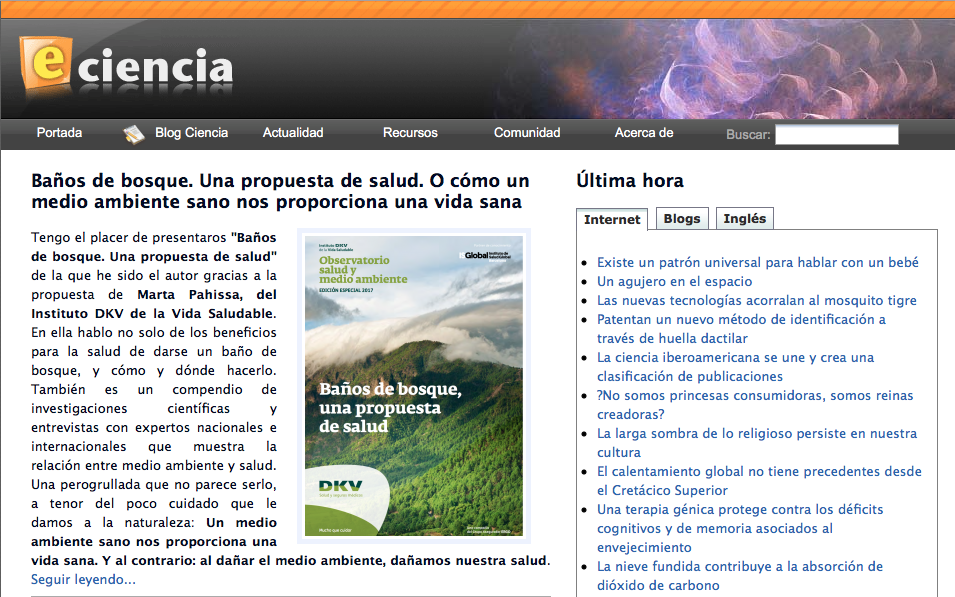 e ciencia
Portada
Blog Ciencia
Actualidad
Recursos
Comunidad
Acerca de
Buscar:
Baños de bosque. Una propuesta de salud. O cómo un
medio ambiente sano nos proporciona una vida sana
Tengo el placer de presentaros "Baños
de bosque. Una propuesta de salud"
de la que he sido el autor gracias a la
propuesta de Marta Pahissa, del
Instituto DKV de la Vida Saludable.
En ella hablo no solo de los beneficios
para la salud de darse un baño de
bosque, y cómo y dónde hacerlo.
También es un compendio de
investigaciones científicas y
entrevistas con expertos nacionales e
internacionales que muestra la
relación entre medio ambiente y salud.
Una perogrullada que no parece serlo,
a tenor del poco cuidado que le
damos a la naturaleza: Un medio
ambiente sano nos proporciona una
vida sana. Y al contrario: al dañar el medio ambiente, dañamos nuestra salud.
Seguir leyendo...
Instituto DKV
de la Vida Saludable
Observatorio
salud y
medio ambiente
EDICIÓN ESPECIAL 2017
Global
Baños de bosque,
una propuesta
de salud
DKV
Mucho que cuidar
Última hora
Internet
Blogs
Inglés
Existe un patrón universal para hablar con un bebé
Un agujero en el espacio
Las nuevas tecnologías acorralan al mosquito tigre
Patentan un nuevo método de identificación a
través de huella dactilar
La ciencia iberoamericana se une y crea una
clasificación de publicaciones
?No somos princesas consumidoras, somos reinas
creadoras?
La larga sombra de lo religioso persiste en nuestra
cultura
El calentamiento global no tiene precedentes desde
el Cretácico Superior
Una terapia génica protege contra los déficits
cognitivos y de memoria asociados al
envejecimiento
La nieve fundida contribuye a la absorción de
dióxido de carbono